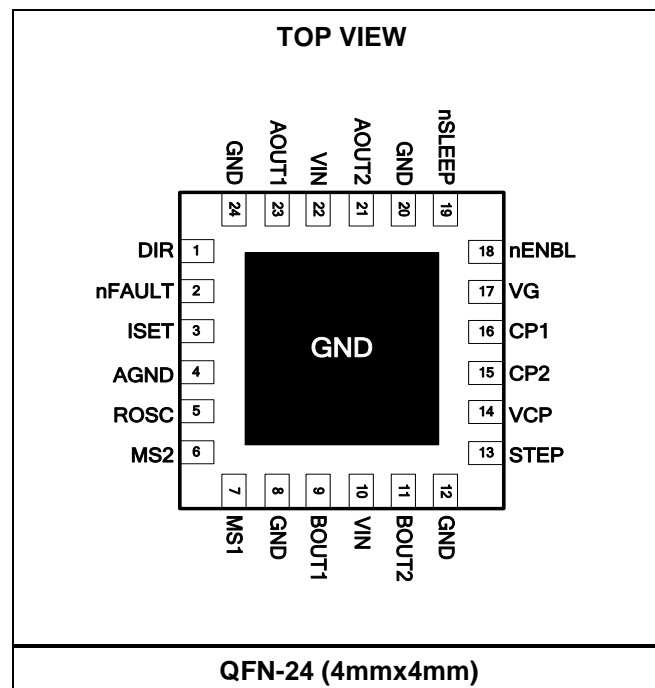 TOP VIEW
GND
AOUT1
VIN
AOUT2
GND
nSLEEP
24
23
22
21
20
19
DIR 1
nFAULT 2
ISET 3
AGND 4
ROSC 5
MS2 6
GND
18 nENBL
17 VG
16 CP1
15 CP2
14 VCP
13 STEP
7
8
9
10
11
12
MS1
GND
BOUT1
VIN
BOUT2
GND
QFN-24 (4mmx4mm)